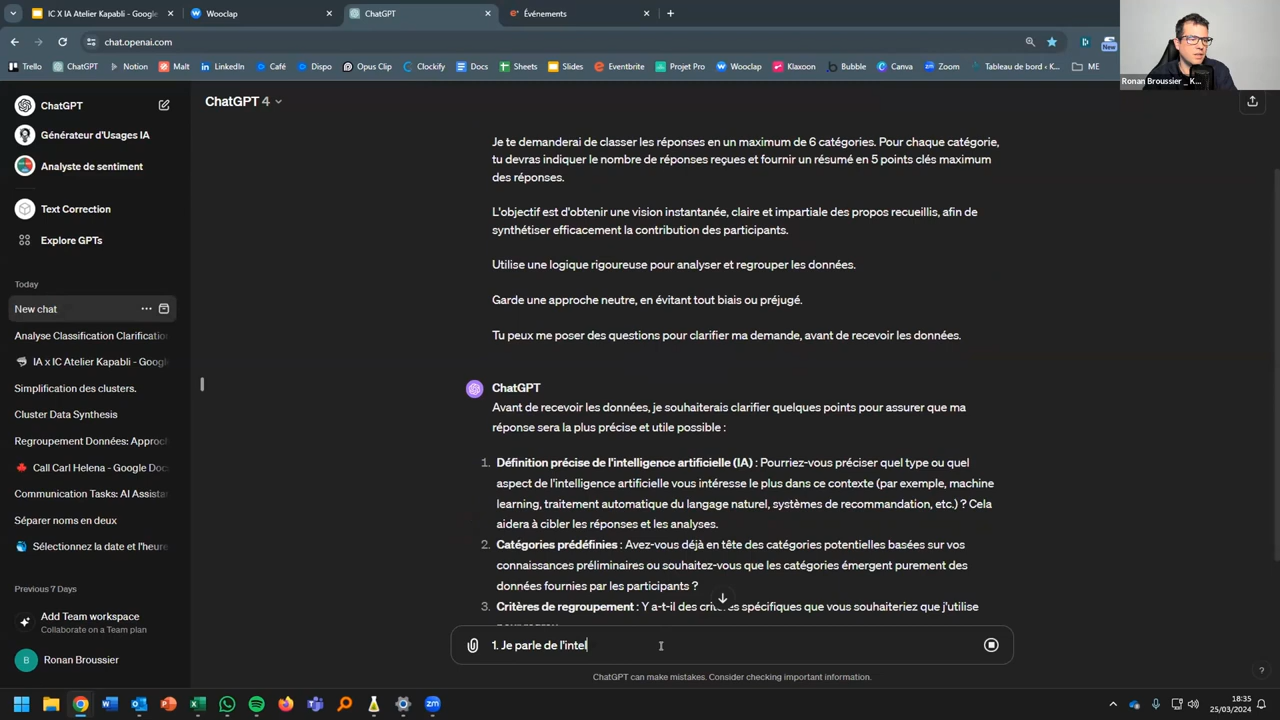 IC X IA Atelier Kapabli - Google
Wooclap
ChatGPT
Événements
chat.openai.com
New
Trello
ChatGPT
Notion
Malt
LinkedIn
Café
Dispo
Opus Clip
Clockify
Docs
Sheets
Slides
Eventbrite
Projet Pro
Wooclap
Klaxoon
Bubble
Canva
Zoom
Tableau de bord ‹ K...
ME
Ronan Broussier _ K...
ChatGPT
Générateur d'Usages IA
Analyste de sentiment
Text Correction
Explore GPTs
Today
New chat
Analyse Classification Clarification
IA x IC Atelier Kapabli - Google
Simplification des clusters.
Cluster Data Synthesis
Regroupement Données: Approc
Call Carl Helena - Google Doc
Communication Tasks: AI Assista
Séparer noms en deux
Sélectionnez la date et l'heure
Previous 7 Days
Add Team workspace
Collaborate on a Team plan
B
Ronan Broussier
ChatGPT 4
Je te demanderai de classer les réponses en un maximum de 6 catégories. Pour chaque catégorie,
tu devras indiquer le nombre de réponses reçues et fournir un résumé en 5 points clés maximum
des réponses.
L'objectif est d'obtenir une vision instantanée, claire et impartiale des propos recueillis, afin de
synthétiser efficacement la contribution des participants.
Utilise une logique rigoureuse pour analyser et regrouper les données.
Garde une approche neutre, en évitant tout biais ou préjugé.
Tu peux me poser des questions pour clarifier ma demande, avant de recevoir les données.
ChatGPT
Avant de recevoir les données, je souhaiterais clarifier quelques points pour assurer que ma
réponse sera la plus précise et utile possible :
1. Définition précise de l'intelligence artificielle (IA) : Pourriez-vous préciser quel type ou quel
aspect de l'intelligence artificielle vous intéresse le plus dans ce contexte (par exemple, machine
learning, traitement automatique du langage naturel, systèmes de recommandation, etc.) ? Cela
aidera à cibler les réponses et les analyses.
2. Catégories prédéfinies : Avez-vous déjà en tête des catégories potentielles basées sur vos
connaissances préliminaires ou souhaitez-vous que les catégories émergent purement des
données fournies par les participants ?
3. Critères de regroupement : Y a-t-il des critères spécifiques que vous souhaiteriez que j'utilise
1. Je parle de l'intel
ChatGPT can make mistakes. Consider checking important information.
?
18:35
25/03/2024